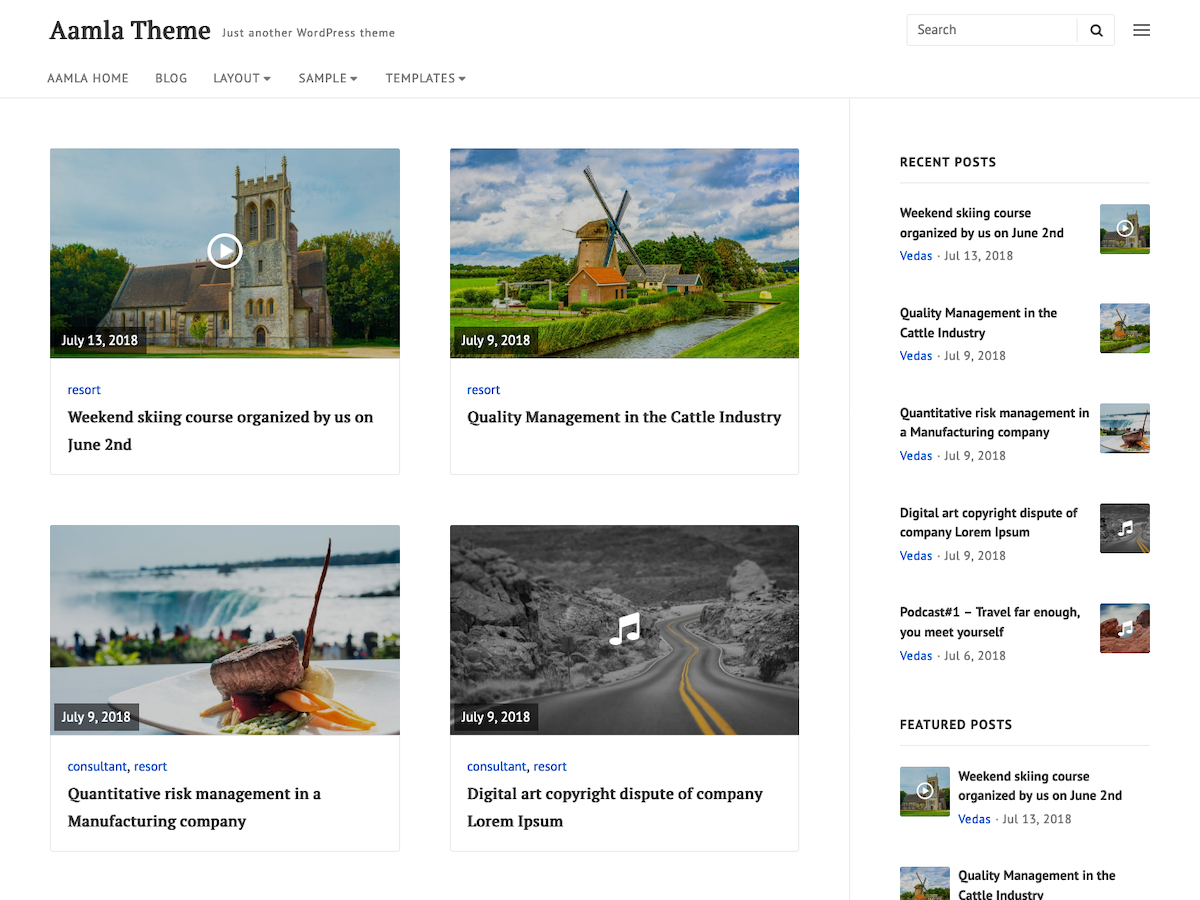 Aamla Theme
Just another WordPress theme
Search
AAMLA HOME
BLOG
LAYOUT
SAMPLE
TEMPLATES
July 13, 2018
resort
Weekend skiing course organized by us on
June 2nd
July 9, 2018
resort
Quality Management in the Cattle Industry
July 9, 2018
consultant, resort
Quantitative risk management in a
Manufacturing company
July 9, 2018
consultant, resort
Digital art copyright dispute of company
Lorem Ipsum
RECENT POSTS
Weekend skiing course
organized by us on June 2nd
Vedas · Jul 13, 2018
Quality Management in the
Cattle Industry
Vedas · Jul 9, 2018
Quantitative risk management in
a Manufacturing company
Vedas · Jul 9, 2018
Digital art copyright dispute of
company Lorem Ipsum
Vedas · Jul 9, 2018
Podcast#1 – Travel far enough,
you meet yourself
Vedas · Jul 6, 2018
FEATURED POSTS
Weekend skiing course
organized by us on June 2nd
Vedas · Jul 13, 2018
Quality Management in the
Cattle Industry